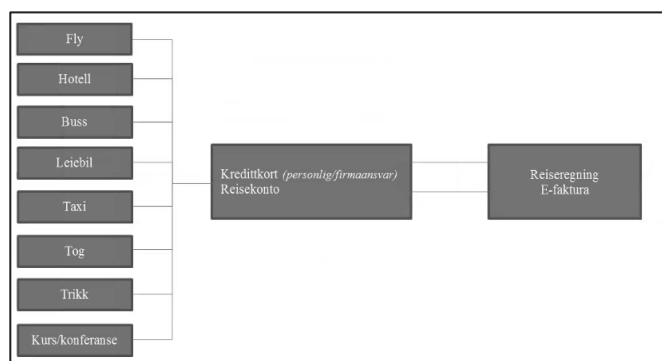 Fly
Hotell
Buss
Leiebil
Taxi
Tog
Trikk
Kurs/konferanse
Kredittkort (personlig/firmaansvar)
Reisekonto
Reiseregning
E-faktura